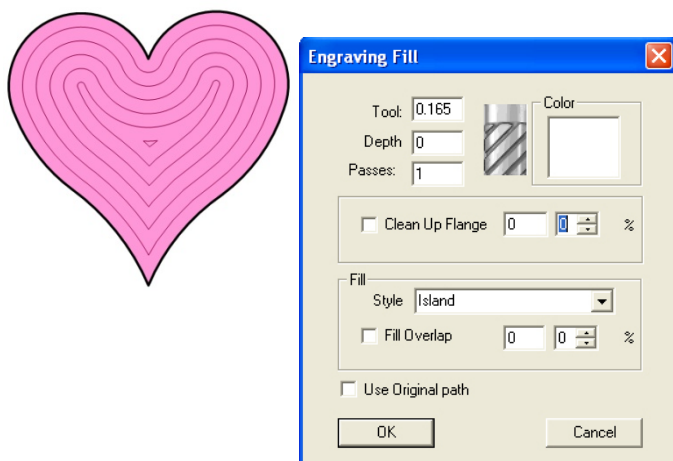 Engraving Fill
Tool: 0.165
Color
Depth 0
Passes: 1
Clean Up Flange 0 0 %
Fill
Style Island
Fill Overlap 0 0 %
Use Original path
OK Cancel